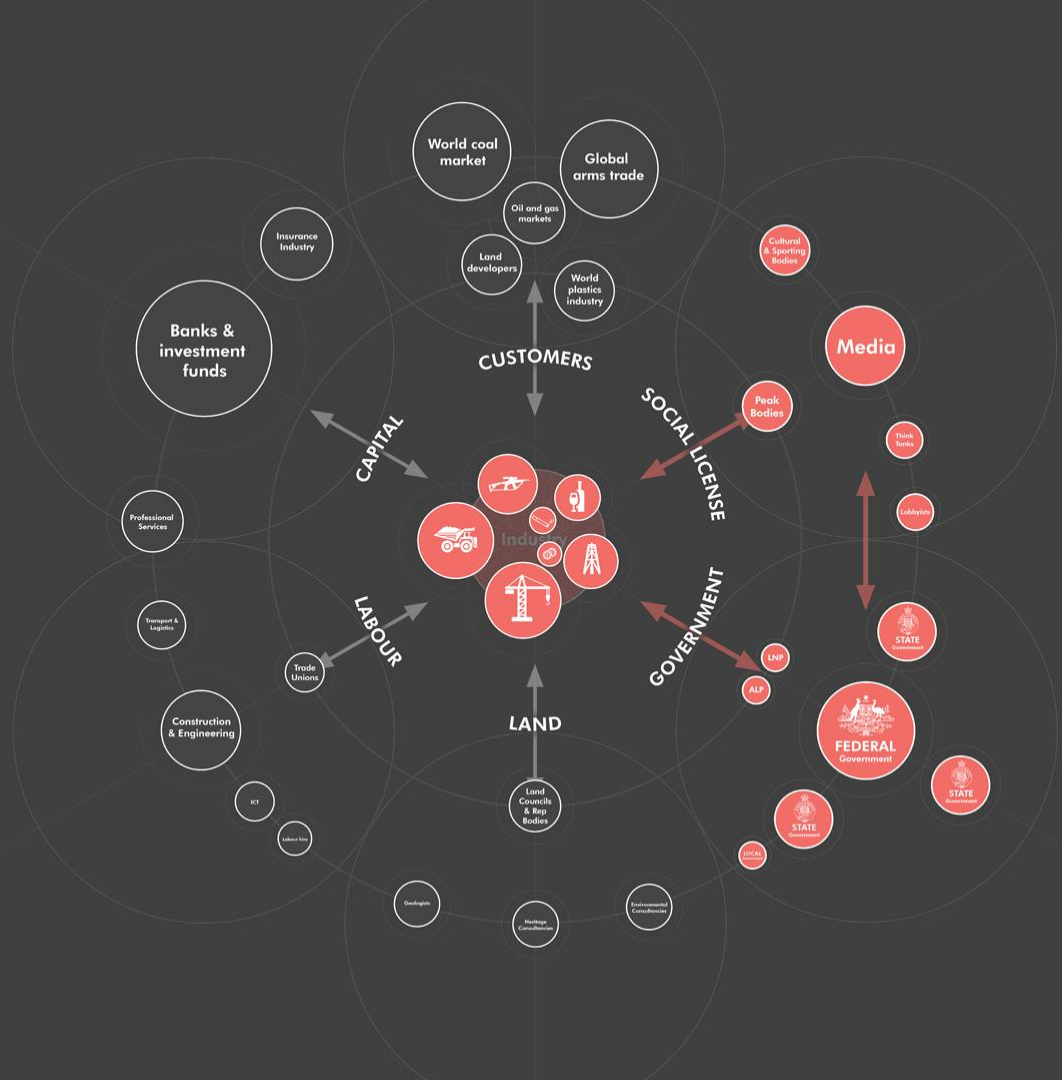 World coal
market
Global
arms trade
Oil and gas
markets
Land
developers
World
plastics
industry
CUSTOMERS
Insurance
Industry
Banks &
investment
funds
CAPITAL
Cultural
& Sporting
Bodies
Media
Peak
Bodies
Think
Tanks
Lobbyists
SOCIAL LICENSE
Industry
Professional
Services
Transport &
Logistics
Trade
Unions
Construction
& Engineering
ICT
Labour hire
LABOUR
LAND
Land
Councils
& Rep
Bodies
Geologists
Heritage
Consultancies
Environmental
Consultancies
GOVERNMENT
LNP
ALP
STATE
Government
FEDERAL
Government
STATE
Government
STATE
Government
LOCAL
Government